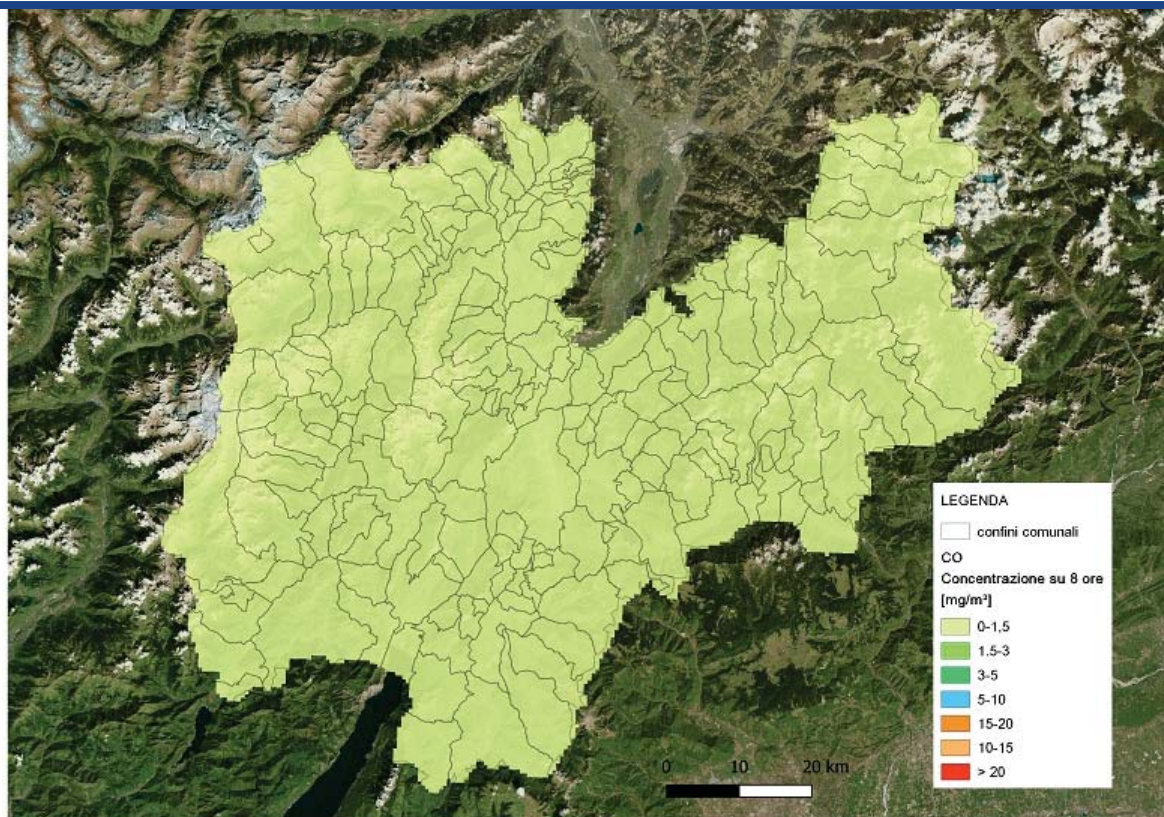 LEGENDA
confini comunali
CO
Concentrazione su 8 ore
[mg/m³]
0-1,5
1.5-3
3-5
5-10
15-20
10-15
> 20
0 10 20 km